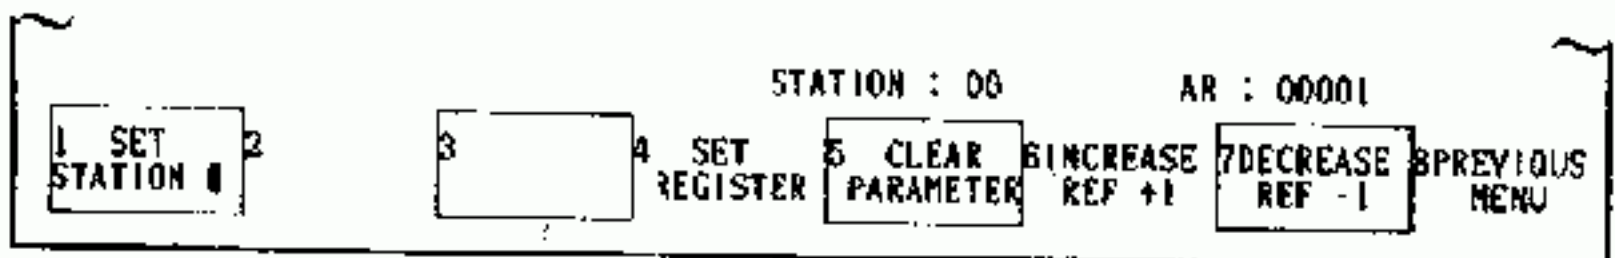 STATION : 00 AR : 00001
1 SET STATION #
2
3
4 SET REGISTER
5 CLEAR PARAMETER
6 INCREASE REF +1
7 DECREASE REF -1
8 PREVIOUS MENU